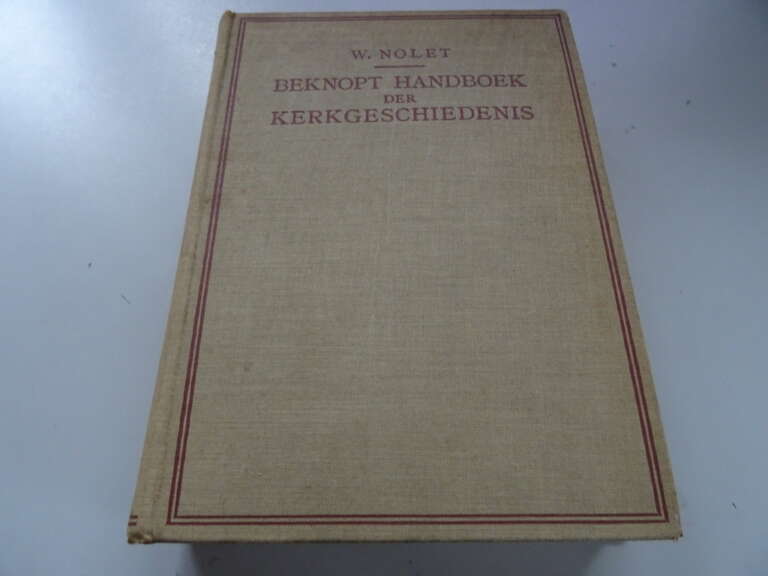 W. NOLET
BEKNOPT HANDBOEK
DER
KERKGESCHIEDENIS